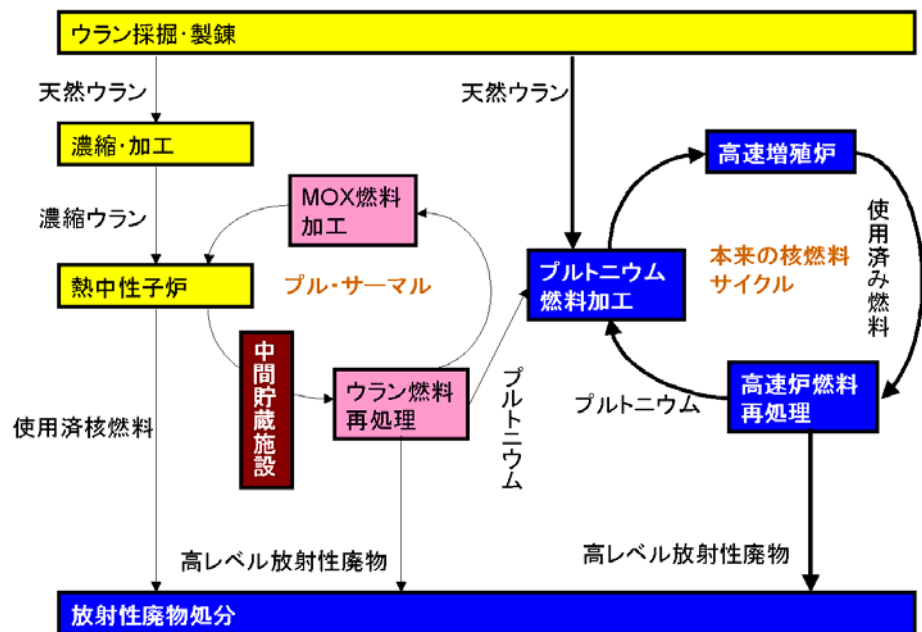 ウラン採掘・製錬
天然ウラン
天然ウラン
濃縮・加工
高速増殖炉
MOX燃料
加工
濃縮ウラン
使用済み燃料
熱中性子炉
プル・サーマル
プルトニウム
燃料加工
本来の核燃料
サイクル
中間貯蔵施設
ウラン燃料
再処理
プルトニウム
プルトニウム
高速炉燃料
再処理
使用済核燃料
高レベル放射性廃物
高レベル放射性廃物
放射性廃物処分